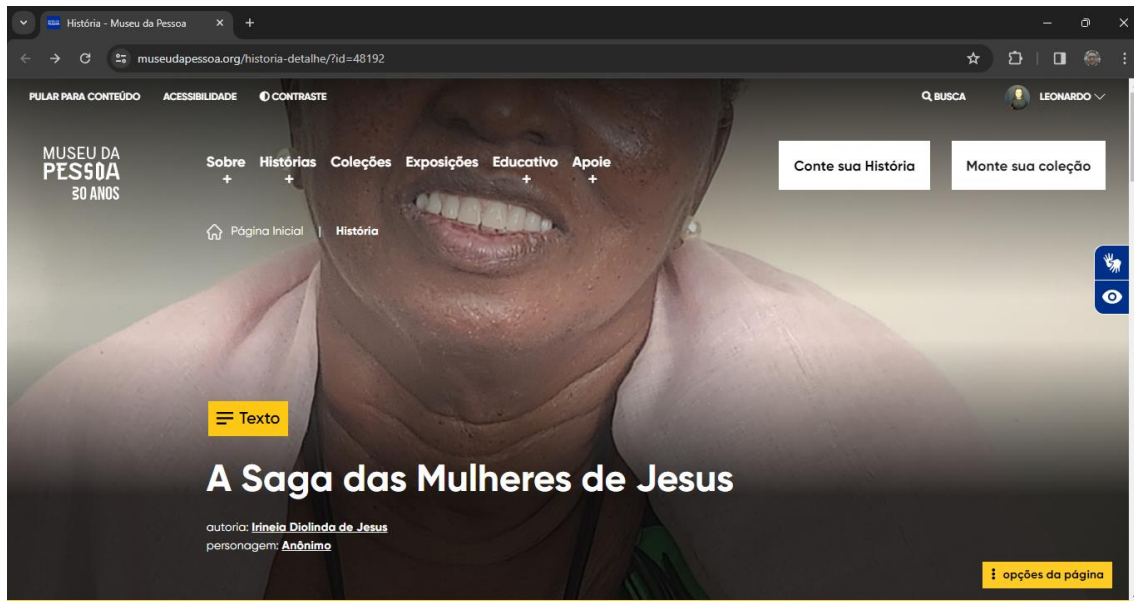 História - Museu da Pessoa
museudapessoa.org/historia-detalhe/?id=48192
PULAR PARA CONTEÚDO ACESSIBILIDADE CONTRASTE BUSCA LEONARDO
MUSEU DA
PESSOA
30 ANOS
Sobre Histórias Coleções Exposições Educativo Apoie
+ + + +
Conte sua História Monte sua coleção
Página Inicial | História
Texto
A Saga das Mulheres de Jesus
autoria: Irineia Diolinda de Jesus
personagem: Anônimo
opções da página